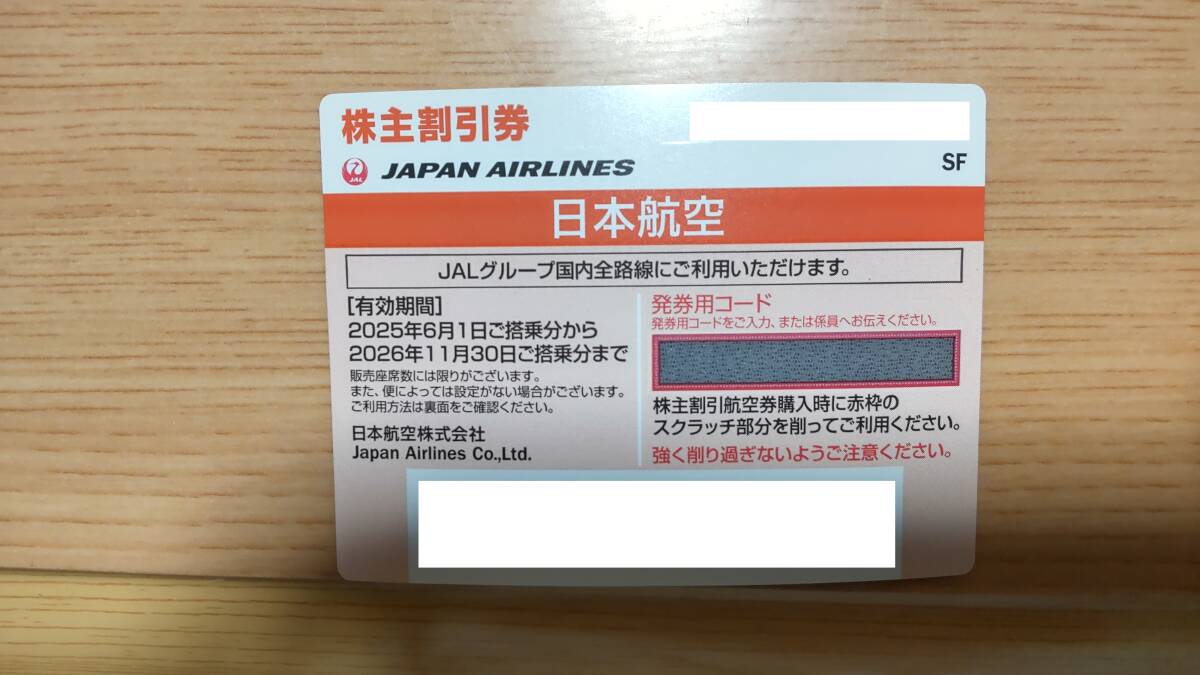 株主割引券
JAL
JAPAN AIRLINES
SF
日本航空
JALグループ国内全路線にご利用いただけます。
[有効期間]
2025年6月1日ご搭乗分から
2026年11月30日ご搭乗分まで
販売座席数には限りがございます。
また、便によっては設定がない場合がございます。
ご利用方法は裏面をご確認ください。
日本航空株式会社
Japan Airlines Co.,Ltd.
発券用コード
発券用コードをご入力、または係員へお伝えください。
株主割引航空券購入時に赤枠の
スクラッチ部分を削ってご利用ください。
強く削り過ぎないようご注意ください。